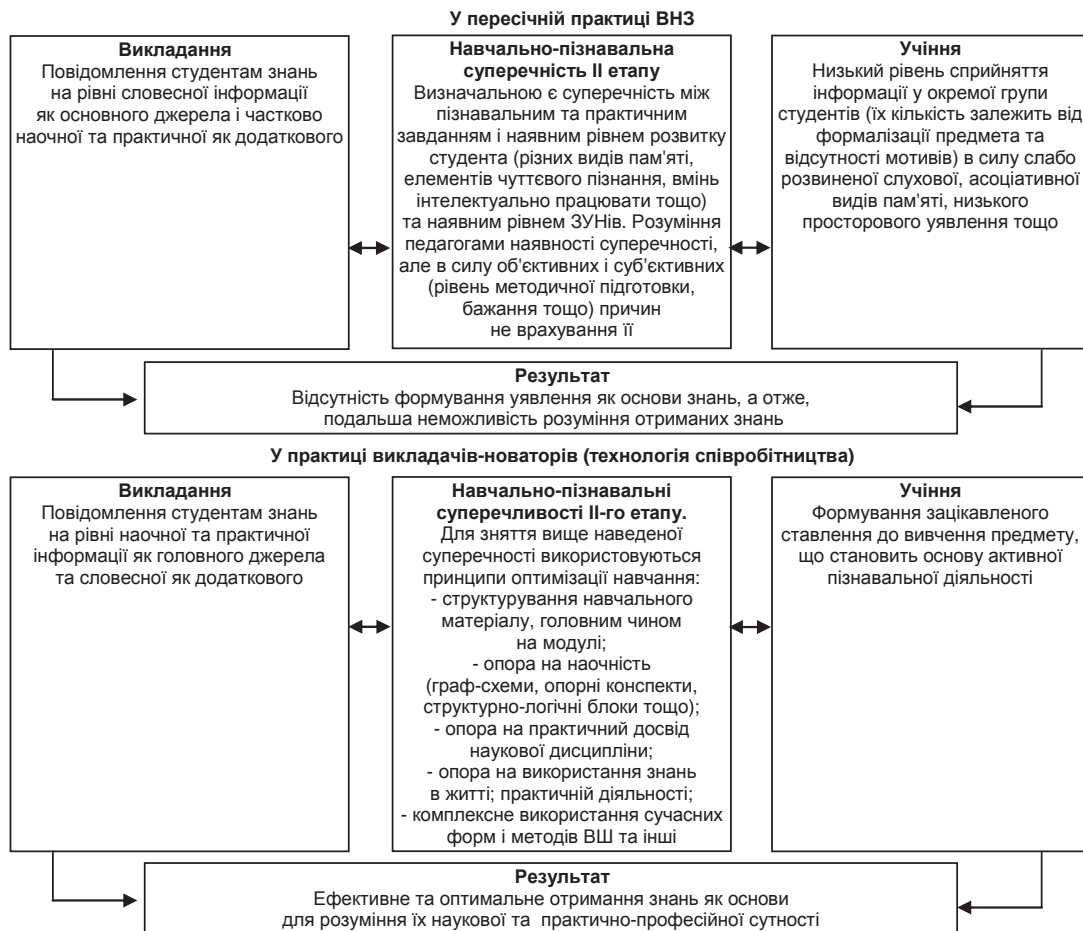 У пересічній практиці ВНЗ
Викладання
Повідомлення студентам знань
на рівні словесної інформації
як основного джерела і частково
наочної та практичної як додаткового
Навчально-пізнавальна
суперечність ІІ етапу
Визначальною є суперечність між
пізнавальним та практичним
завданням і наявним рівнем розвитку
студента (різних видів пам'яті,
елементів чуттєвого пізнання, вмінь
інтелектуально працювати тощо)
та наявним рівнем ЗУНів. Розуміння
педагогами наявності суперечності,
але в силу об'єктивних і суб’єктивних
(рівень методичної підготовки,
бажання тощо) причин
не врахування її
Учіння
Низький рівень сприйняття
інформації у окремої групи
студентів (їх кількість залежить від
формалізації предмета та
відсутності мотивів) в силу слабо
розвиненої слухової, асоціативної
видів пам'яті, низького
просторового уявлення тощо
Результат
Відсутність формування уявлення як основи знань, а отже,
подальша неможливість розуміння отриманих знань
У практиці викладачів-новаторів (технологія співробітництва)
Викладання
Повідомлення студентам знань
на рівні наочної та практичної
інформації як головного джерела
та словесної як додаткового
Навчально-пізнавальні
суперечливості ІІ-го етапу.
Для зняття вище наведеної
суперечності використовуються
принципи оптимізації навчання:
- структурування навчального
матеріалу, головним чином
на модулі;
- опора на наочність
(граф-схеми, опорні конспекти,
структурно-логічні блоки тощо);
- опора на практичний досвід
наукової дисципліни;
- опора на використання знань
в житті; практичній діяльності;
- комплексне використання сучасних
форм і методів ВШ та інші
Учіння
Формування зацікавленого
ставлення до вивчення предмету,
що становить основу активної
пізнавальної діяльності
Результат
Ефективне та оптимальне отримання знань як основи
для розуміння їх наукової та практично-професійної сутності